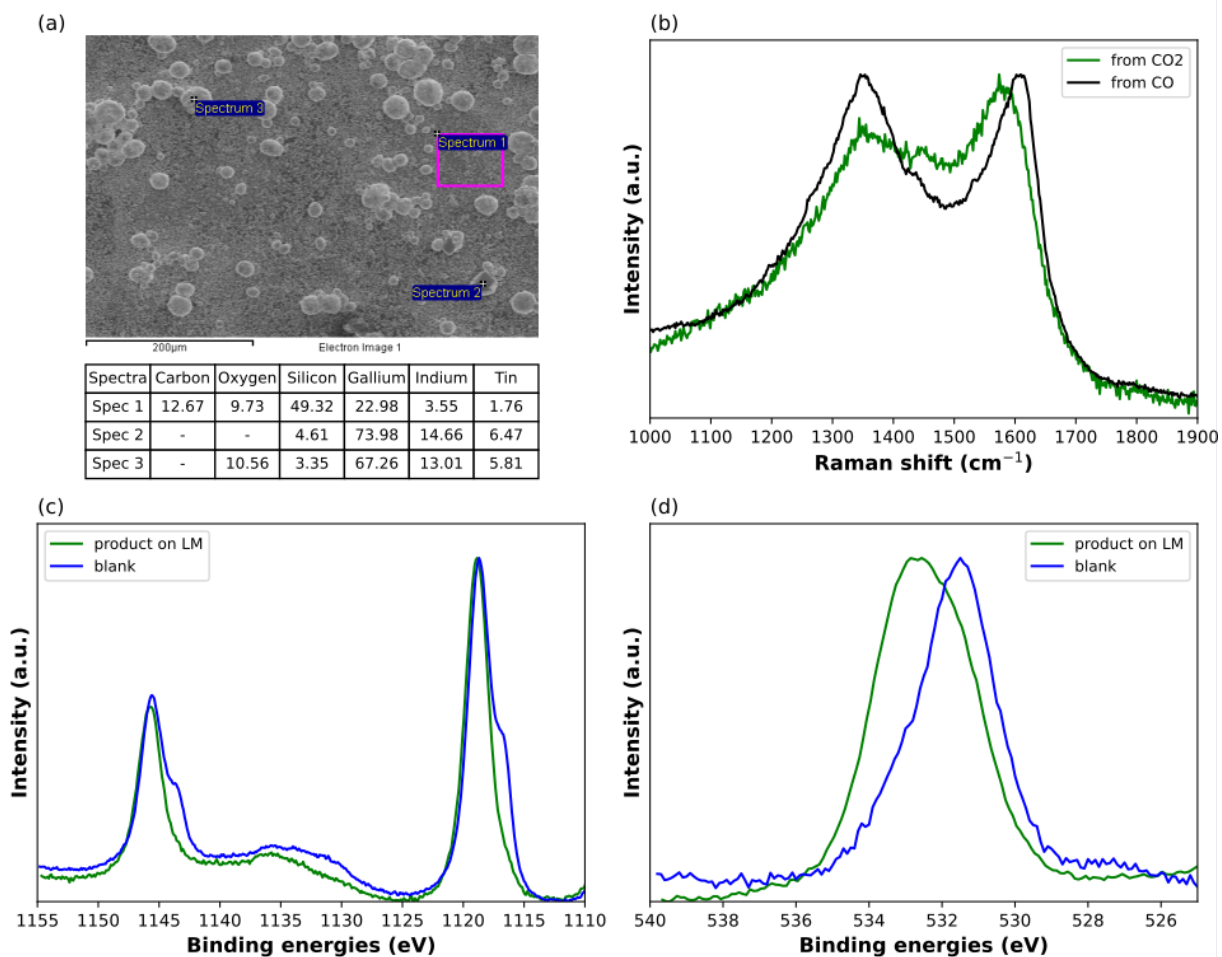 (a)
Spectrum 3
Spectrum 1
Spectrum 2
200µm
Electron Image 1
Spectra Carbon Oxygen Silicon Gallium Indium Tin
Spec 1 12.67 9.73 49.32 22.98 3.55 1.76
Spec 2 - - 4.61 73.98 14.66 6.47
Spec 3 - 10.56 3.35 67.26 13.01 5.81
(b)
from CO2
from CO
Intensity (a.u.)
1000 1100 1200 1300 1400 1500 1600 1700 1800 1900
Raman shift (cm⁻¹)
(c)
product on LM
blank
Intensity (a.u.)
1155 1150 1145 1140 1135 1130 1125 1120 1115 1110
Binding energies (eV)
(d)
product on LM
blank
Intensity (a.u.)
540 538 536 534 532 530 528 526
Binding energies (eV)